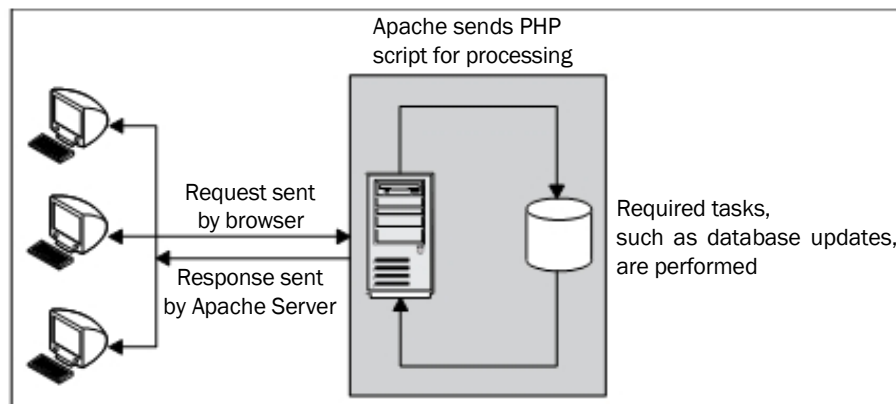 Apache sends PHP
script for processing
Request sent
by browser
Response sent
by Apache Server
Required tasks,
such as database updates,
are performed